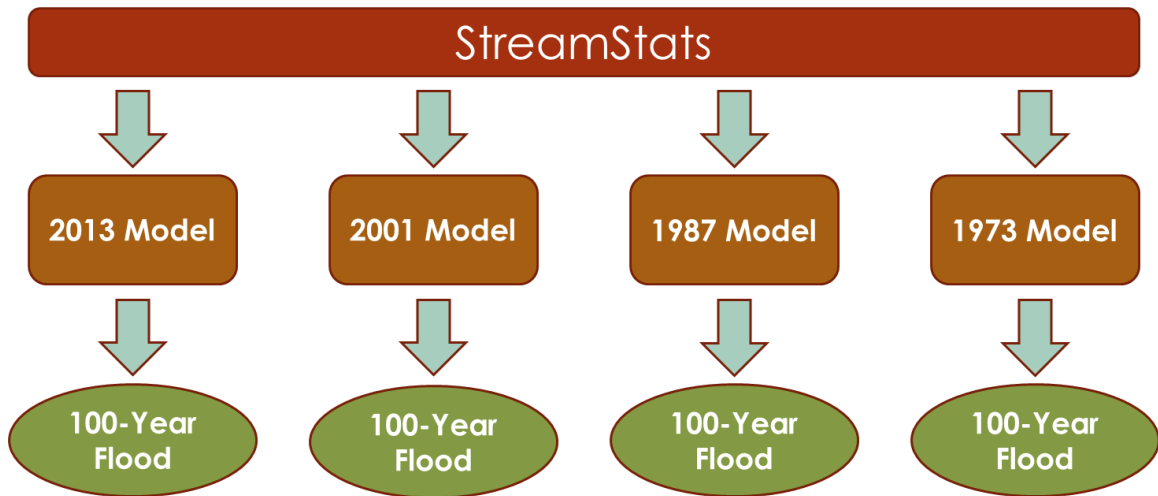 StreamStats
2013 Model
2001 Model
1987 Model
1973 Model
100-Year
Flood
100-Year
Flood
100-Year
Flood
100-Year
Flood